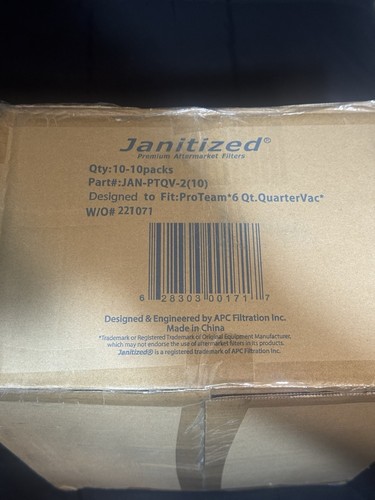 Janitized®
Premium Aftermarket Filters
Qty:10-10packs
Part#:JAN-PTQV-2(10)
Designed to Fit:ProTeam*6 Qt.QuarterVac*
W/O# 221071
6 28303 00171 7
Designed & Engineered by APC Filtration Inc.
Made in China
*Trademark or Registered Trademark of Original Equipment Manufacturer,
which may not endorse the use of aftermarket filters in its products.
Janitized® is a registered trademark of APC Filtration Inc.